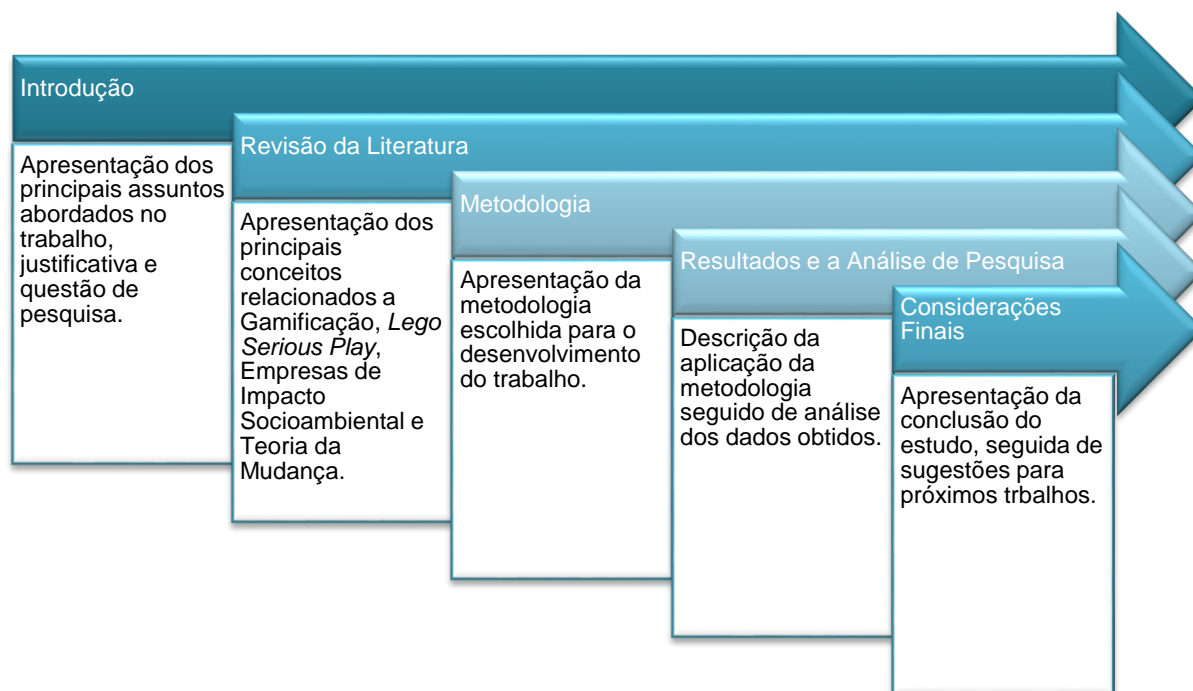 Introdução
Apresentação dos
principais assuntos
abordados no
trabalho,
justificativa e
questão de
pesquisa.
Revisão da Literatura
Apresentação dos
principais
conceitos
relacionados a
Gamificação, Lego
Serious Play,
Empresas de
Impacto
Socioambiental e
Teoria da
Mudança.
Metodologia
Apresentação da
metodologia
escolhida para o
desenvolvimento
do trabalho.
Resultados e a Análise de Pesquisa
Descrição da
aplicação da
metodologia
seguido de análise
dos dados obtidos.
Considerações
Finais
Apresentação da
conclusão do
estudo, seguida de
sugestões para
próximos trbalhos.